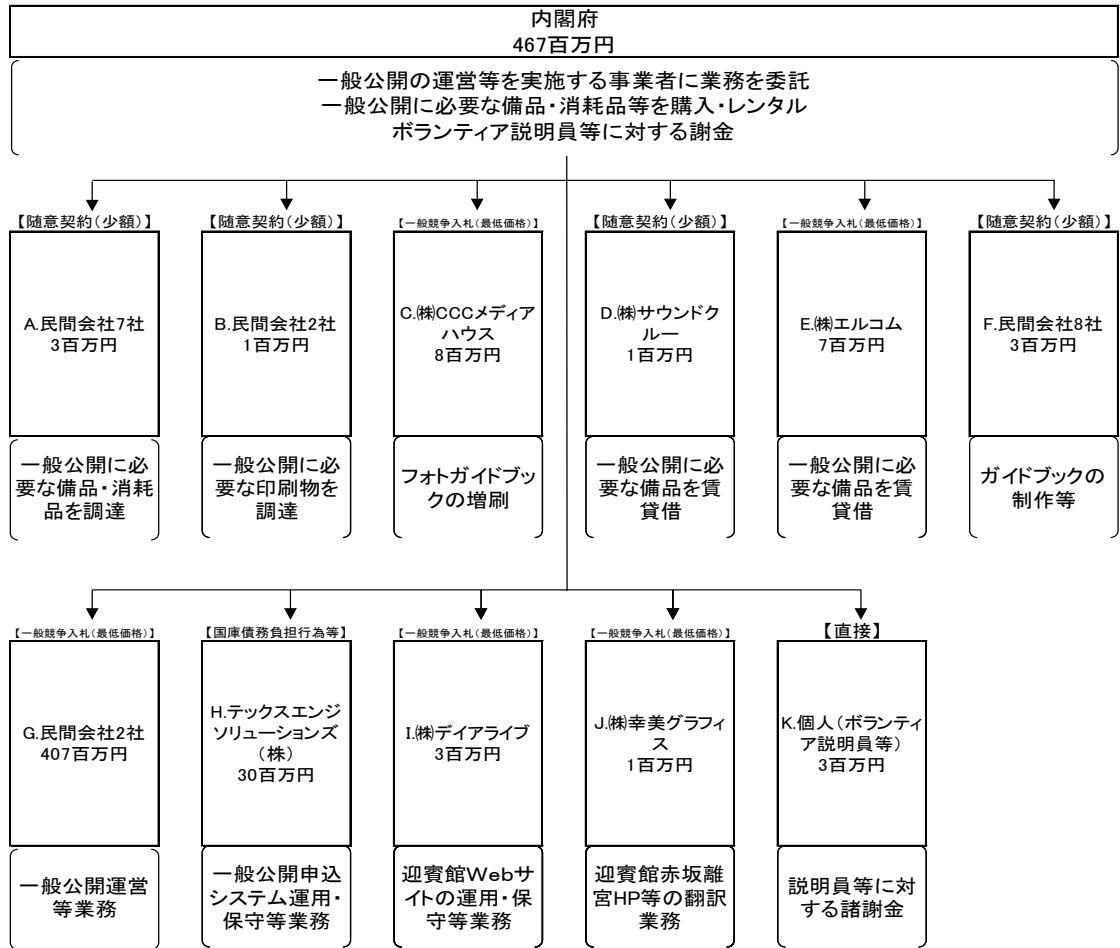 内閣府
467百万円
一般公開の運営等を実施する事業者に業務を委託
一般公開に必要な備品・消耗品等を購入・レンタル
ボランティア説明員等に対する謝金
【随意契約(少額)】
A.民間会社7社
3百万円
一般公開に必
要な備品・消耗
品を調達
【随意契約(少額)】
B.民間会社2社
1百万円
一般公開に必
要な印刷物を
調達
【一般競争入札(最低価格)】
C.㈱CCCメディア
ハウス
8百万円
フォトガイドブッ
クの増刷
【随意契約(少額)】
D.㈱サウンドク
ルー
1百万円
一般公開に必
要な備品を賃
貸借
【一般競争入札(最低価格)】
E.㈱エルコム
7百万円
一般公開に必
要な備品を賃
貸借
【随意契約(少額)】
F.民間会社8社
3百万円
ガイドブックの
制作等
【一般競争入札(最低価格)】
G.民間会社2社
407百万円
一般公開運営
等業務
【国庫債務負担行為等】
H.テックスエンジ
ソリューションズ
(株)
30百万円
一般公開申込
システム運用・
保守等業務
【一般競争入札(最低価格)】
I.㈱デイアライブ
3百万円
迎賓館Webサ
イトの運用・保
守等業務
【一般競争入札(最低価格)】
J.㈱幸美グラフィ
ス
1百万円
迎賓館赤坂離
宮HP等の翻訳
業務
【直接】
K.個人(ボランティ
ア説明員等)
3百万円
説明員等に対
する諸謝金